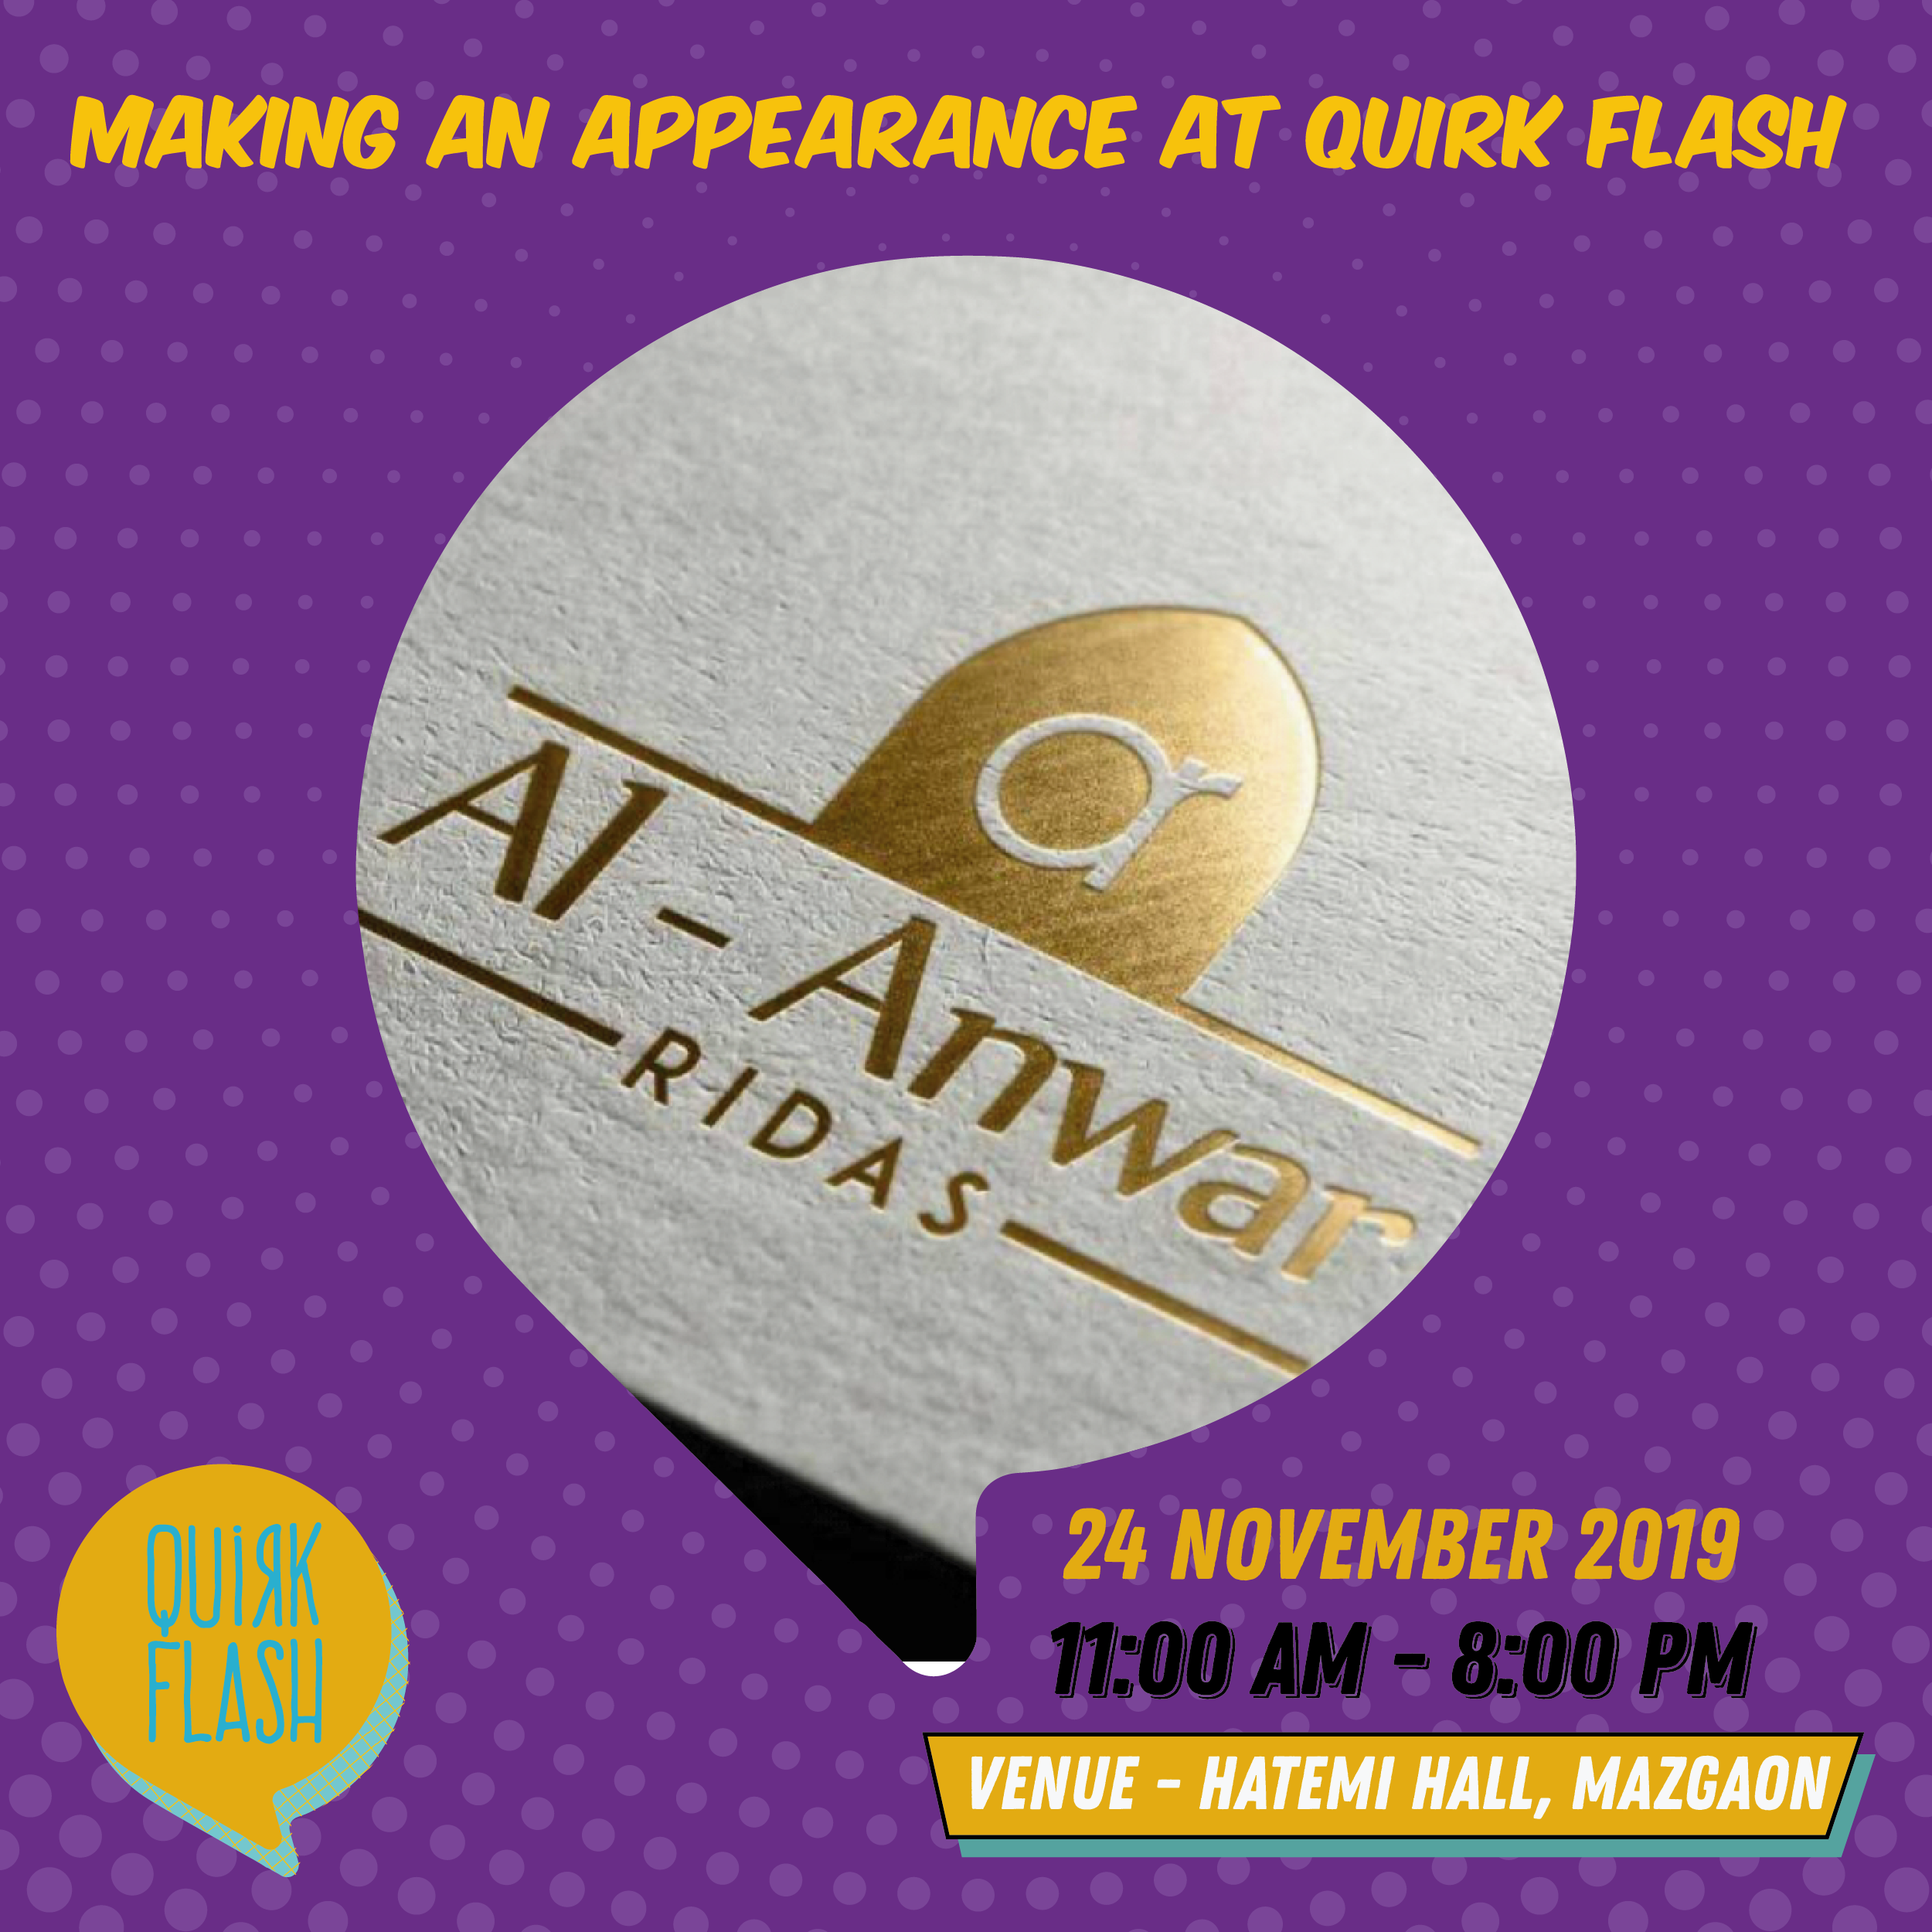 MAKING AN APPEARANCE AT QUIRK FLASH
ar
Al - Anwar
RIDAS
24 NOVEMBER 2019
11:00 AM - 8:00 PM
VENUE - HATEMI HALL, MAZGAON
QUiRK
FLASH